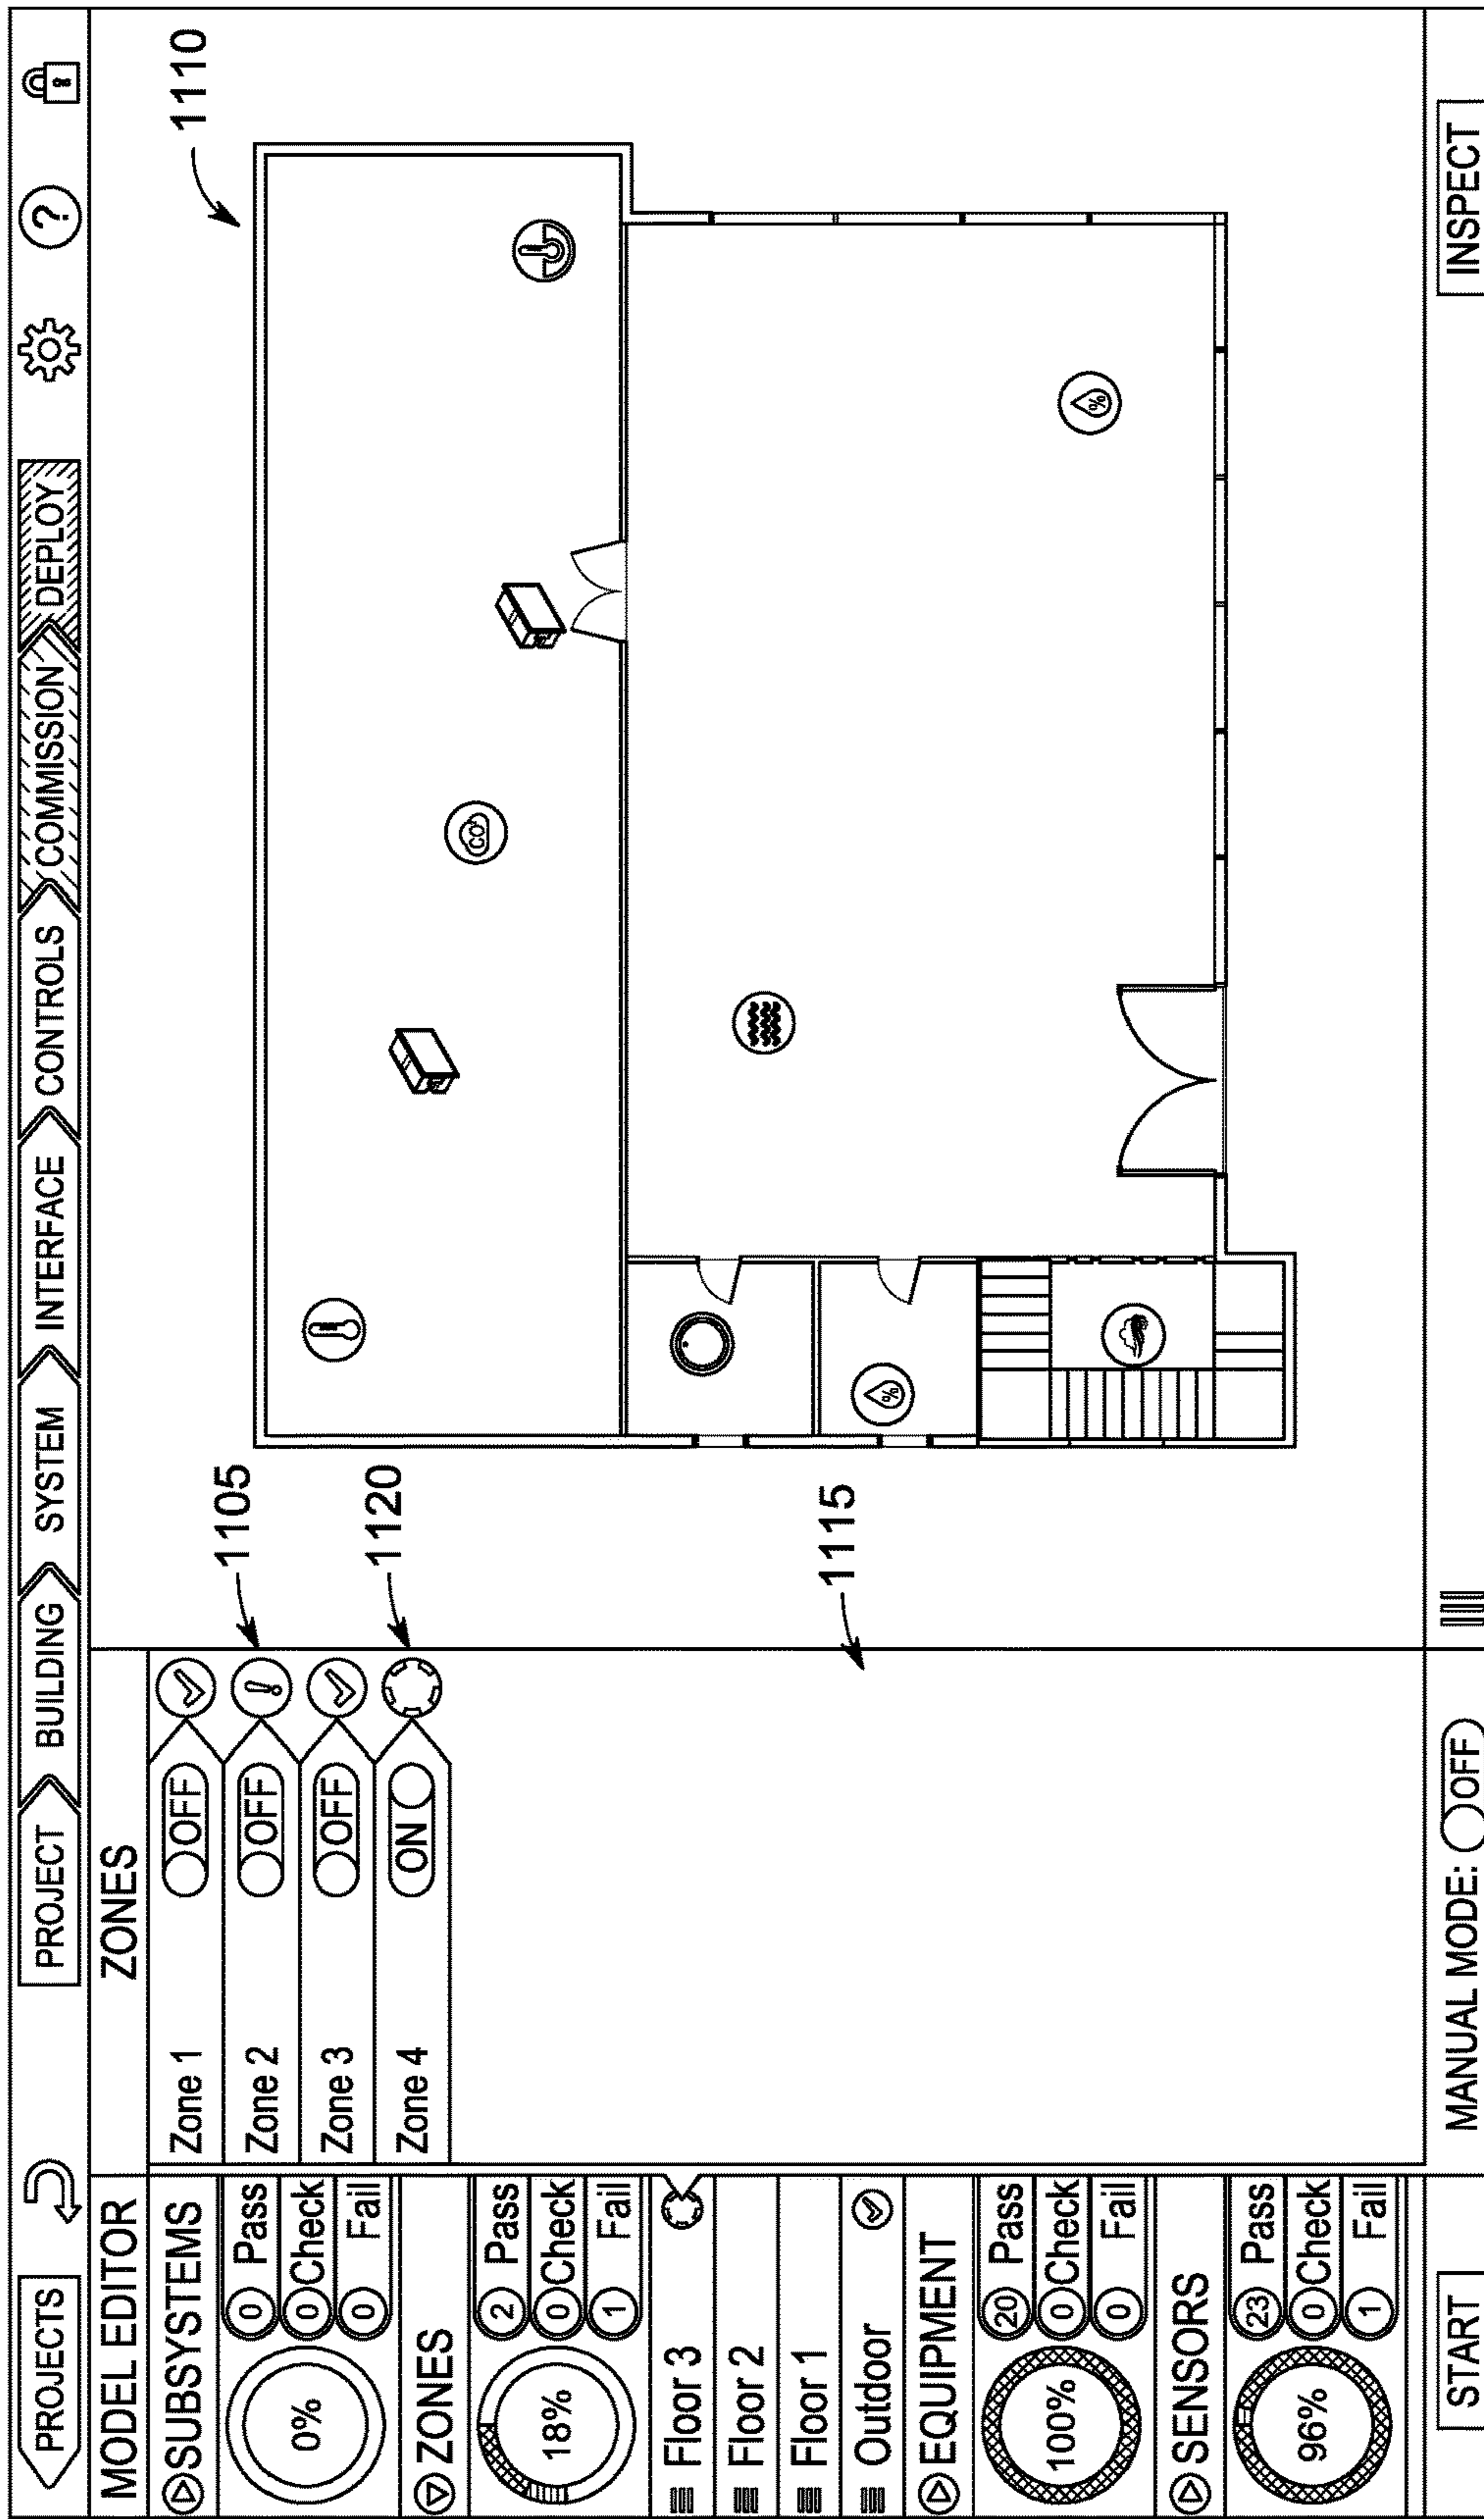 PROJECTS
PROJECT
BUILDING
SYSTEM
INTERFACE
CONTROLS
COMMISSION
DEPLOY
?
MODEL EDITOR
SUBSYSTEMS
0%
0 Pass
0 Check
0 Fail
ZONES
18%
2 Pass
0 Check
1 Fail
Floor 3
Floor 2
Floor 1
Outdoor
EQUIPMENT
100%
20 Pass
0 Check
0 Fail
SENSORS
96%
23 Pass
0 Check
1 Fail
ZONES
Zone 1 OFF
Zone 2 OFF !
Zone 3 OFF
Zone 4 ON
1105
1120
1115
1110
CO
%
%
START
MANUAL MODE: OFF
INSPECT